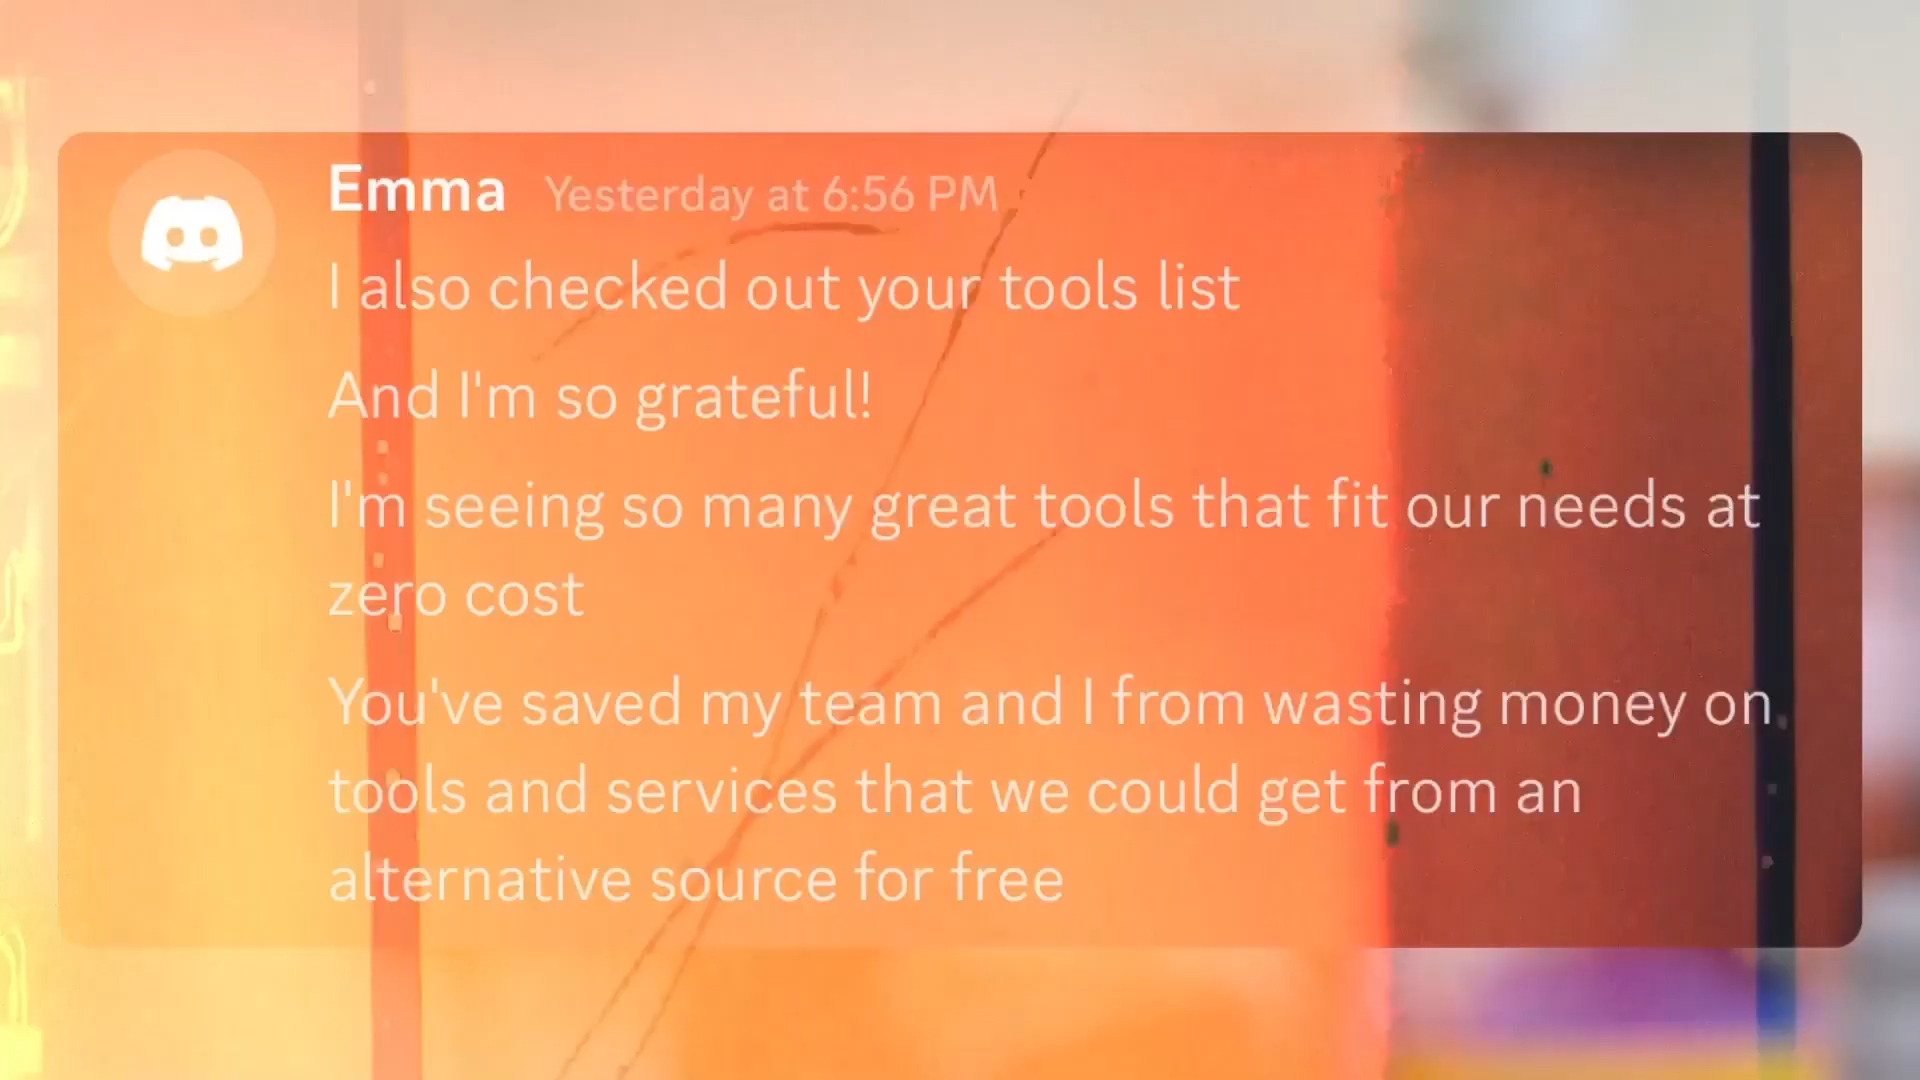 Emma Yesterday at 6:56 PM
I also checked out your tools list
And I'm so grateful!
I'm seeing so many great tools that fit our needs at
zero cost
You've saved my team and I from wasting money on
tools and services that we could get from an
alternative source for free